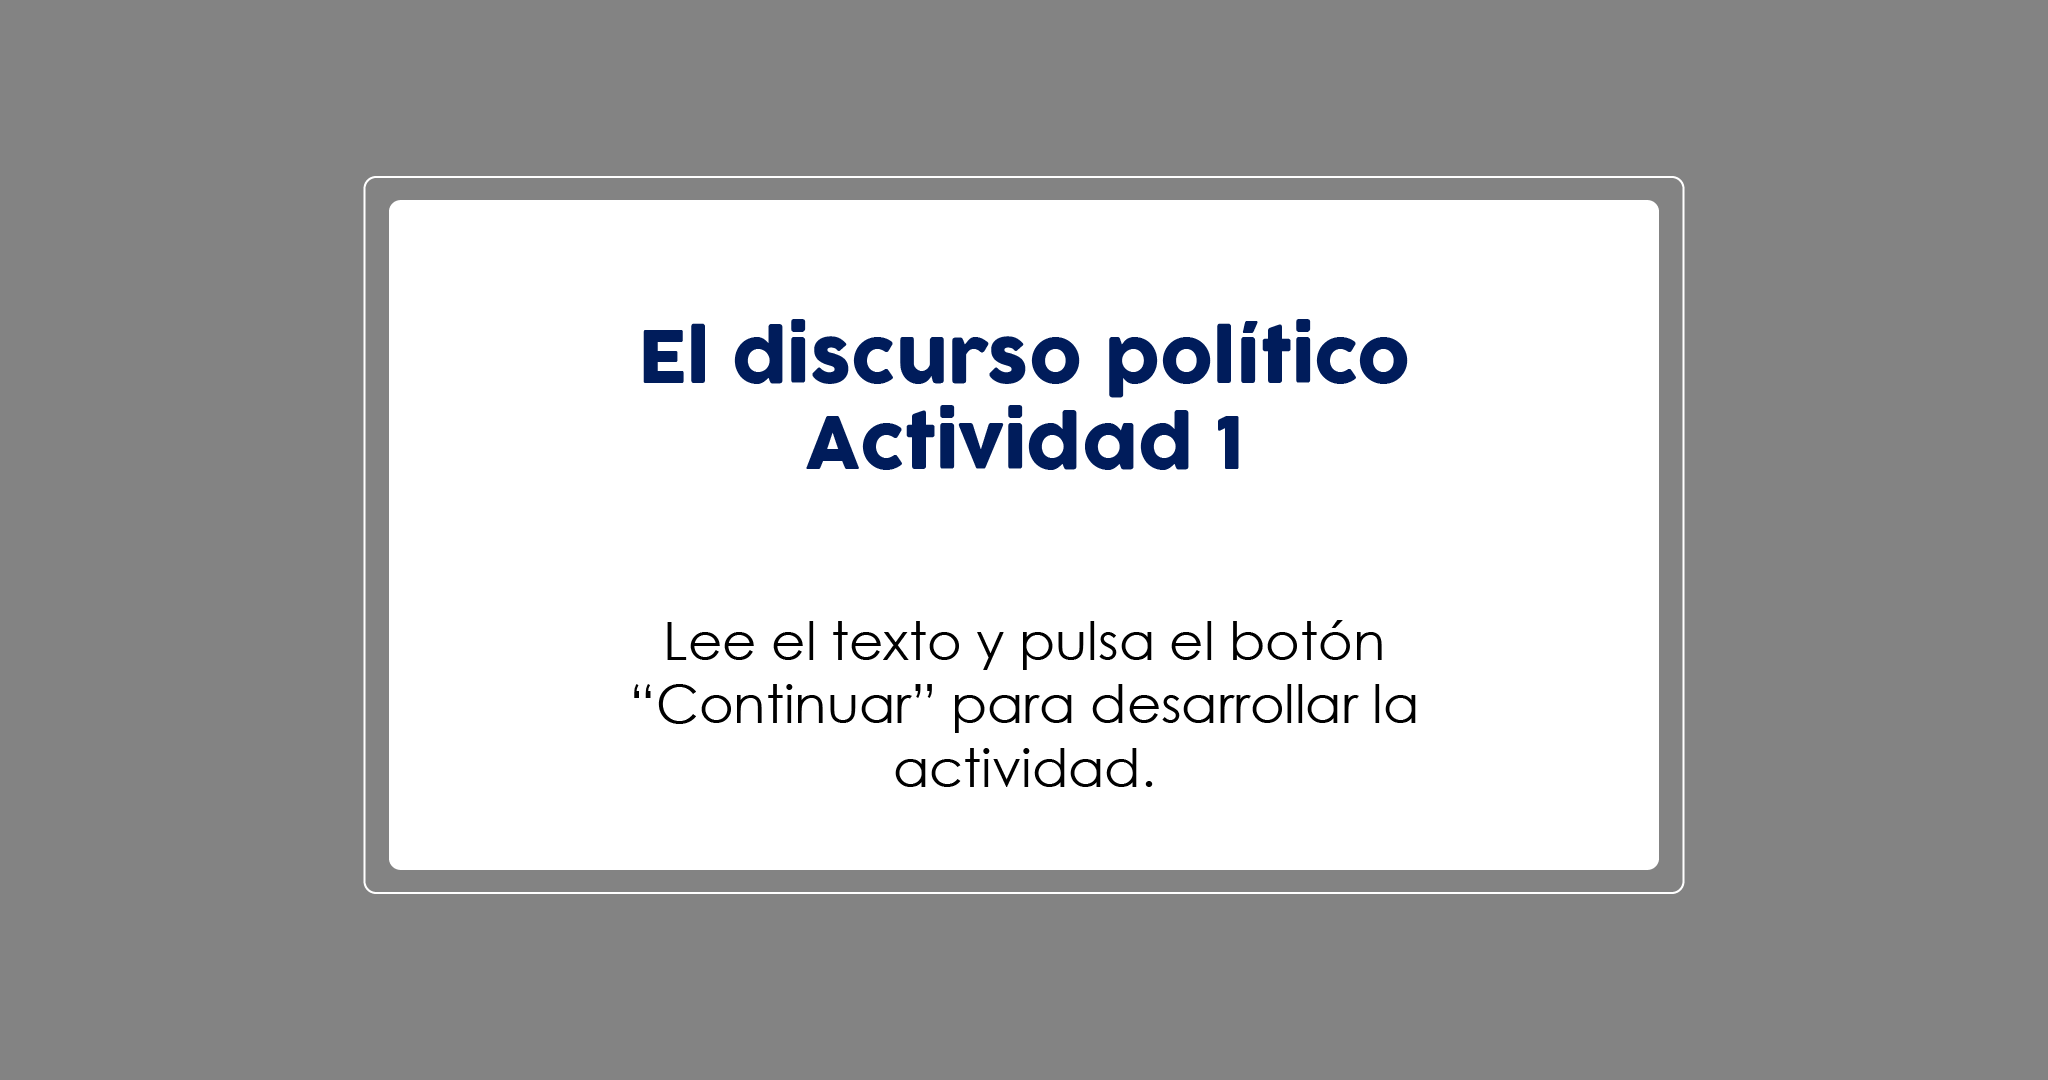 El discurso político
Actividad 1
Lee el texto y pulsa el botón
“Continuar” para desarrollar la
actividad.